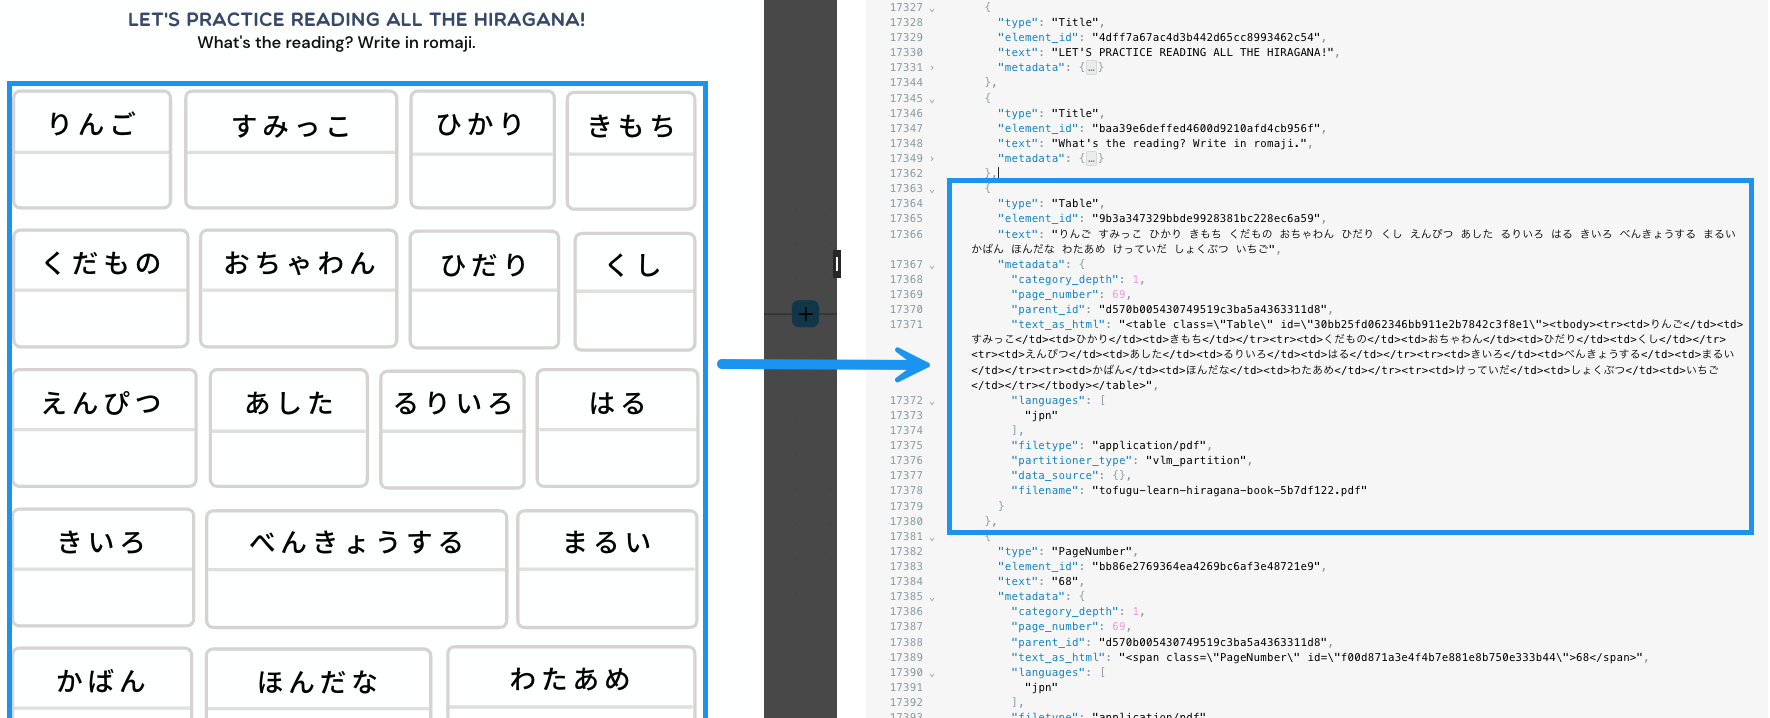 LET'S PRACTICE READING ALL THE HIRAGANA!
What's the reading? Write in romaji.
りんご すみっこ ひかり きもち
くだもの おちゃわん ひだり くし
えんぴつ あした るりいろ はる
きいろ べんきょうする まるい
かばん ほんだな わたあめ
17327 {
17328 "type": "Title",
17329 "element_id": "4dff7a67ac4d3b442d65cc8993462c54",
17330 "text": "LET'S PRACTICE READING ALL THE HIRAGANA!",
17331 "metadata": {…}
17344 },
17345 {
17346 "type": "Title",
17347 "element_id": "baa39e6deffed4600d9210afd4cb956f",
17348 "text": "What's the reading? Write in romaji.",
17349 "metadata": {…}
17362 },
17363 {
17364 "type": "Table",
17365 "element_id": "9b3a347329bbde9928381bc228ec6a59",
17366 "text": "りんご すみっこ ひかり きもち くだもの おちゃわん ひだり くし えんぴつ あした るりいろ はる きいろ べんきょうする まるい
かばん ほんだな わたあめ けっていだ しょくぶつ いちご",
17367 "metadata": {
17368 "category_depth": 1,
17369 "page_number": 69,
17370 "parent_id": "d570b005430749519c3ba5a4363311d8",
17371 "text_as_html": "<table class=\"Table\" id=\"30bb25fd062346bb911e2b7842c3f8e1\"><tbody><tr><td>りんご</td><td>
すみっこ</td><td>ひかり</td><td>きもち</td></tr><tr><td>くだもの</td><td>おちゃわん</td><td>ひだり</td><td>くし</td></tr>
<tr><td>えんぴつ</td><td>あした</td><td>るりいろ</td><td>はる</td></tr><tr><td>きいろ</td><td>べんきょうする</td><td>まるい
</td></tr><tr><td>かばん</td><td>ほんだな</td><td>わたあめ</td></tr><tr><td>けっていだ</td><td>しょくぶつ</td><td>いちご
</td></tr></tbody></table>",
17372 "languages": [
17373 "jpn"
17374 ],
17375 "filetype": "application/pdf",
17376 "partitioner_type": "vlm_partition",
17377 "data_source": {},
17378 "filename": "tofugu-learn-hiragana-book-5b7df122.pdf"
17379 }
17380 },
17381 {
17382 "type": "PageNumber",
17383 "element_id": "bb86e2769364ea4269bc6af3e48721e9",
17384 "text": "68",
17385 "metadata": {
17386 "category_depth": 1,
17387 "page_number": 69,
17388 "parent_id": "d570b005430749519c3ba5a4363311d8",
17389 "text_as_html": "<span class=\"PageNumber\" id=\"f00d871a3e4f4b7e881e8b750e333b44\">68</span>",
17390 "languages": [
17391 "jpn"
17392 ],
17393 "filetype": "application/pdf",